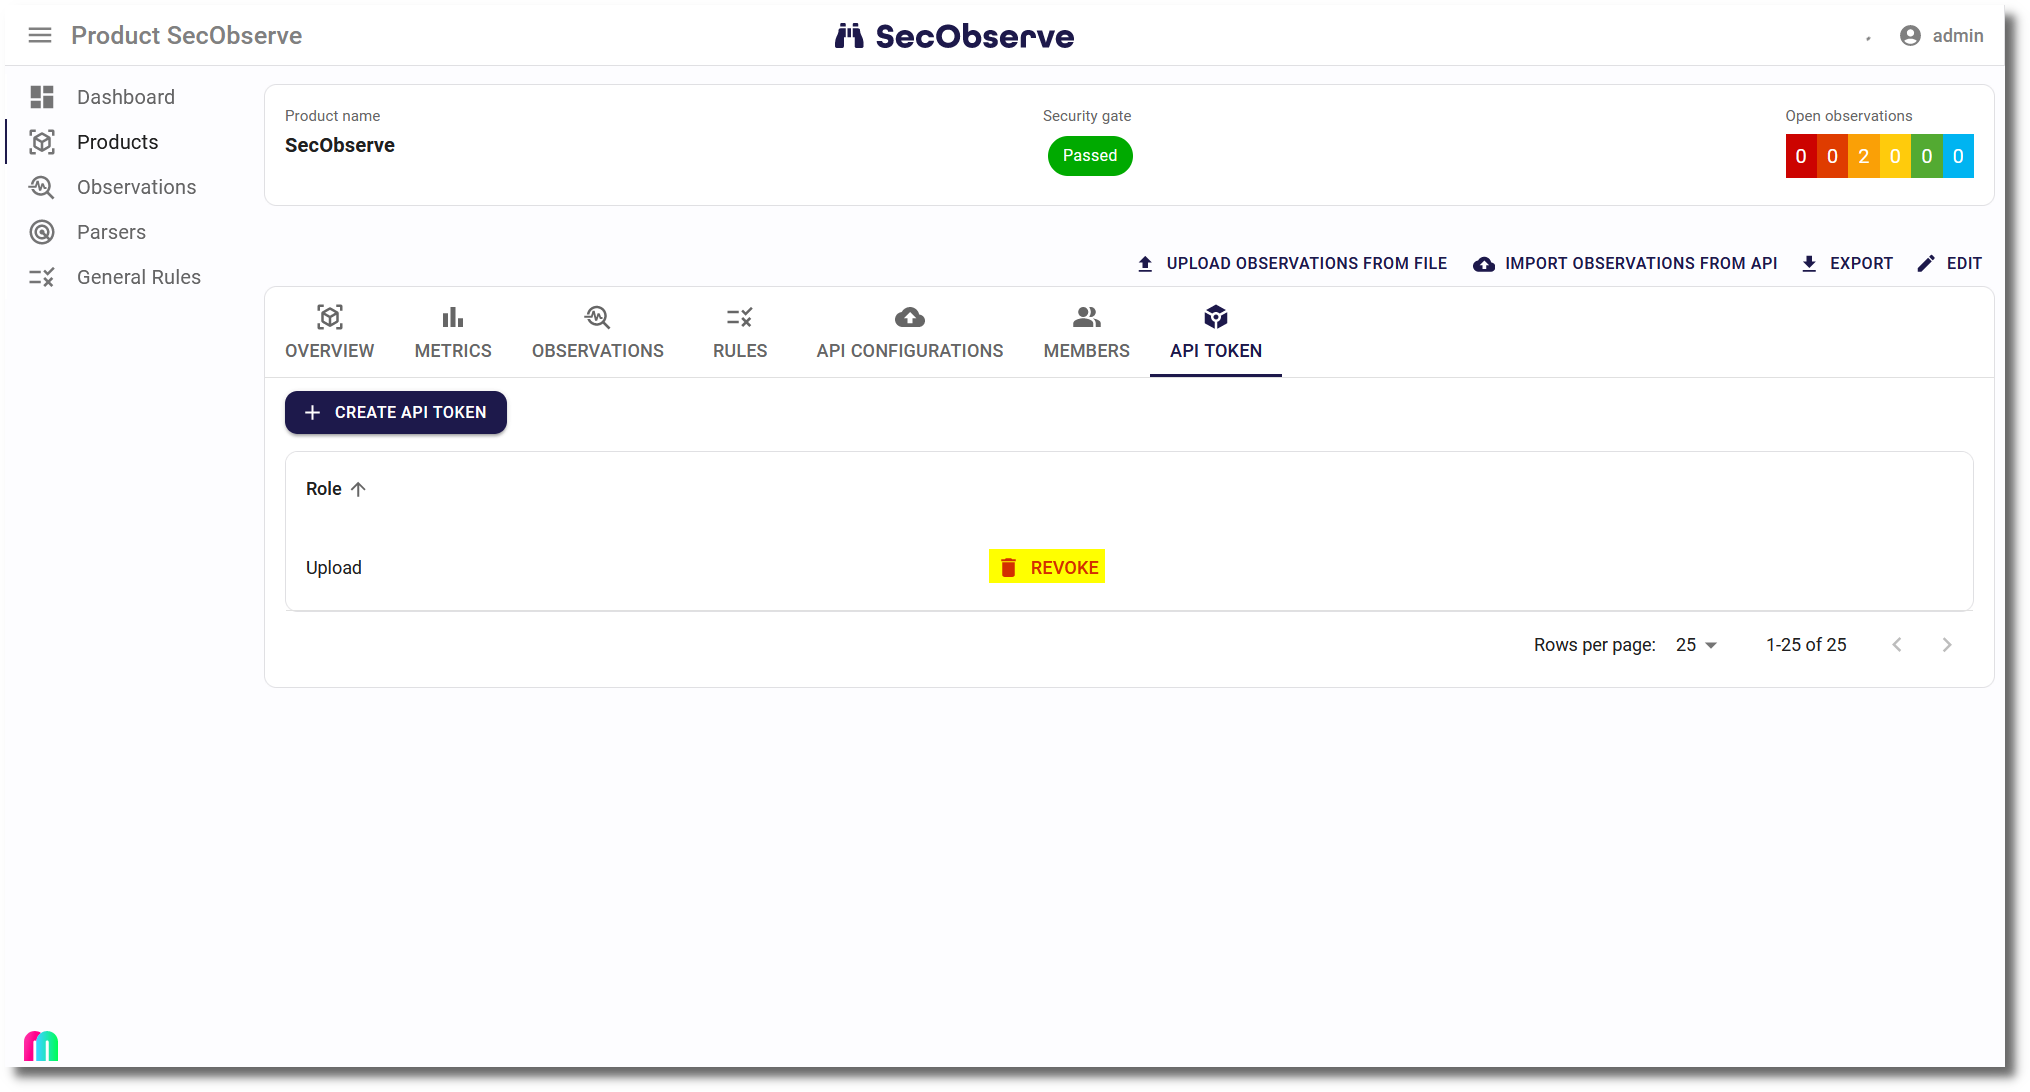 Product SecObserve
SecObserve
admin
Dashboard
Products
Observations
Parsers
General Rules
Product name
SecObserve
Security gate
Passed
Open observations
0 0 2 0 0 0
UPLOAD OBSERVATIONS FROM FILE
IMPORT OBSERVATIONS FROM API
EXPORT
EDIT
OVERVIEW
METRICS
OBSERVATIONS
RULES
API CONFIGURATIONS
MEMBERS
API TOKEN
CREATE API TOKEN
Role
Upload
REVOKE
Rows per page: 25
1-25 of 25